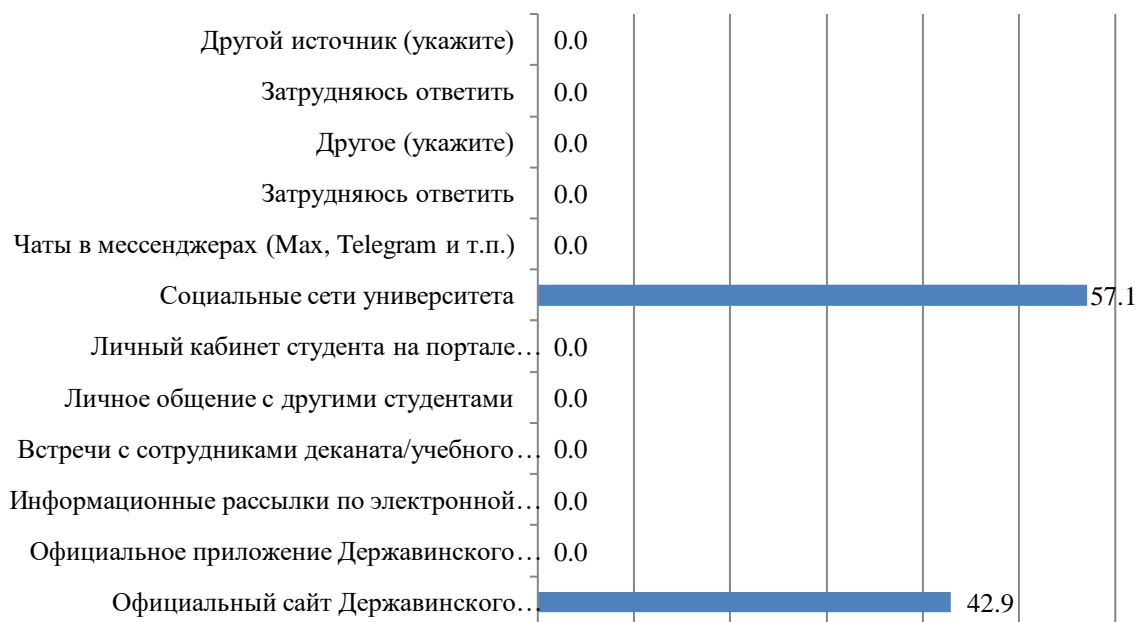 Другой источник (укажите) 0.0
Затрудняюсь ответить 0.0
Другое (укажите) 0.0
Затрудняюсь ответить 0.0
Чаты в мессенджерах (Max, Telegram и т.п.) 0.0
Социальные сети университета 57.1
Личный кабинет студента на портале… 0.0
Личное общение с другими студентами 0.0
Встречи с сотрудниками деканата/учебного… 0.0
Информационные рассылки по электронной… 0.0
Официальное приложение Державинского… 0.0
Официальный сайт Державинского… 42.9